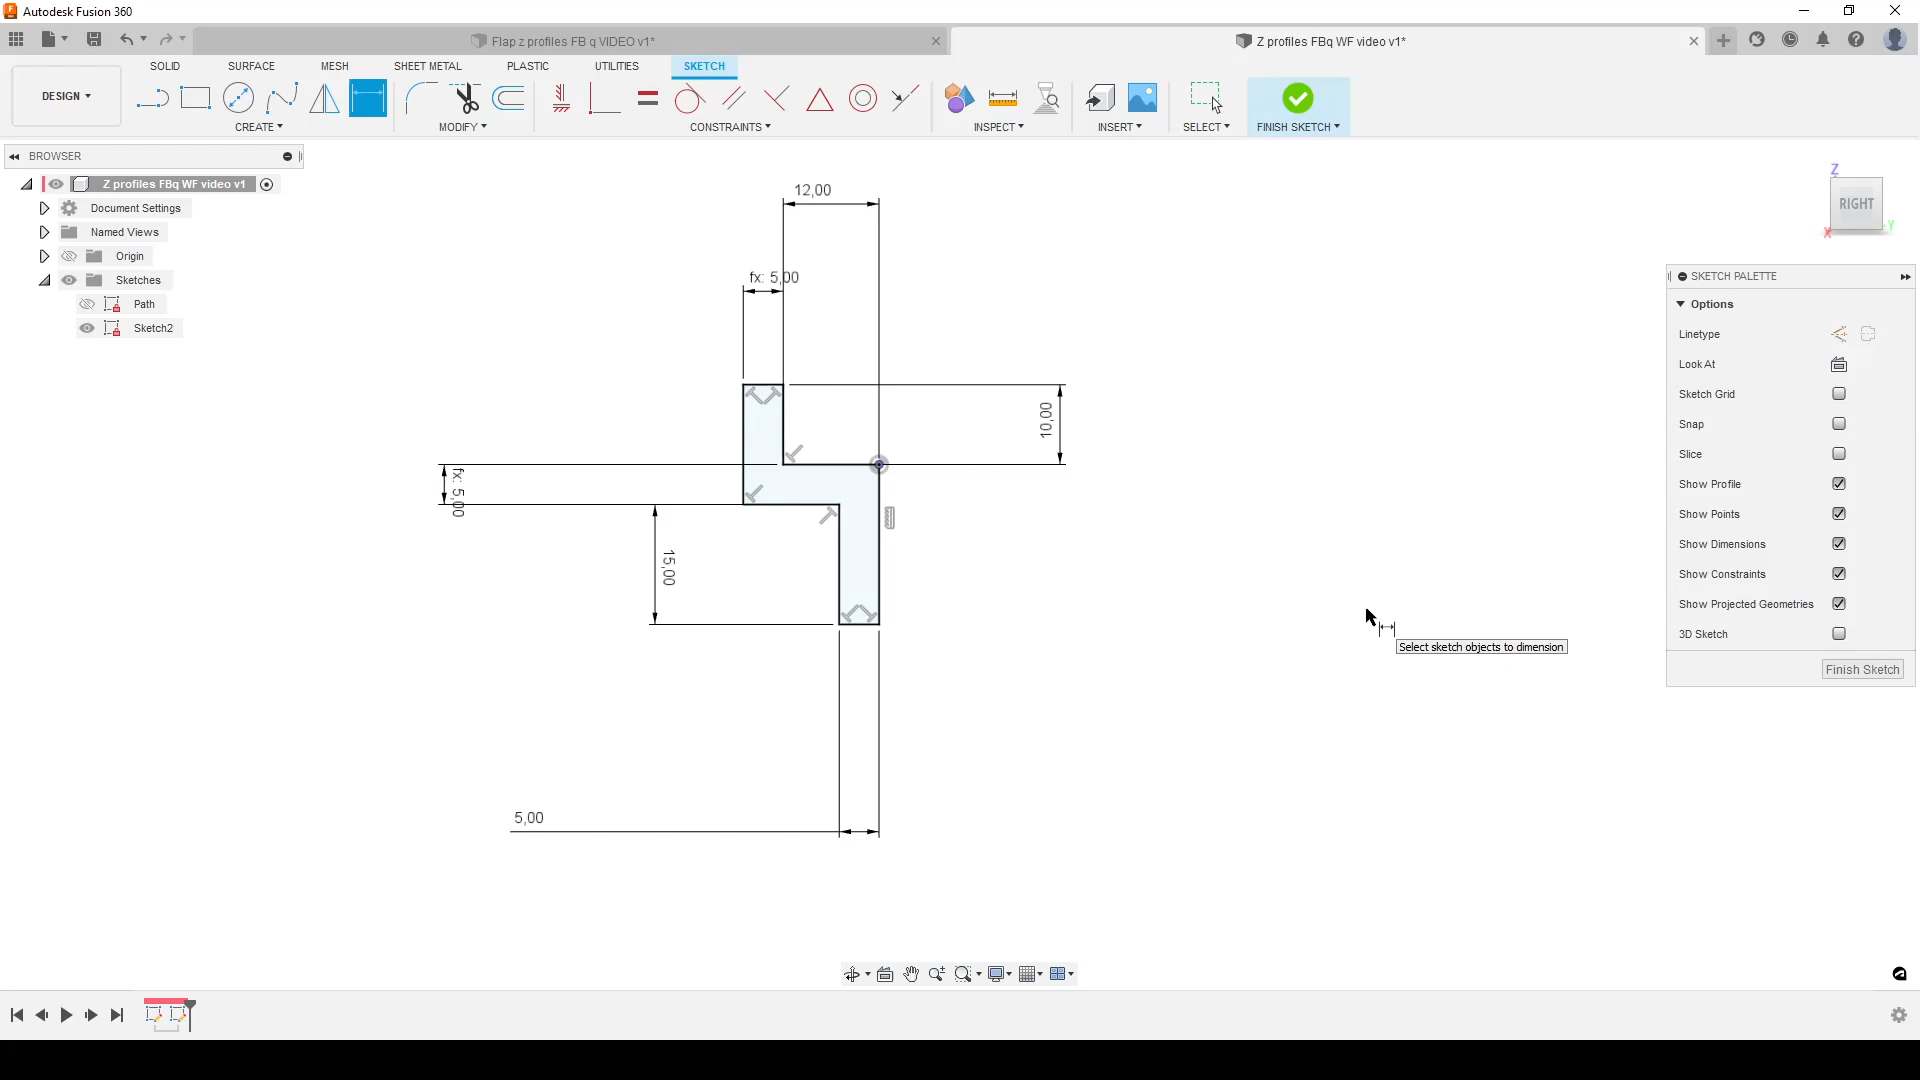 Autodesk Fusion 360
Flap z profiles FB q VIDEO v1*
Z profiles FBq WF video v1*
SOLID
SURFACE
MESH
SHEET METAL
PLASTIC
UTILITIES
SKETCH
DESIGN
CREATE
MODIFY
CONSTRAINTS
INSPECT
INSERT
SELECT
FINISH SKETCH
BROWSER
Z profiles FBq WF video v1
Document Settings
Named Views
Origin
Sketches
Path
Sketch2
12,00
fx: 5,00
10,00
fx: 5,00
15,00
5,00
Z
RIGHT
X
Y
SKETCH PALETTE
Options
Linetype
Look At
Sketch Grid
Snap
Slice
Show Profile
Show Points
Show Dimensions
Show Constraints
Show Projected Geometries
3D Sketch
Finish Sketch
Select sketch objects to dimension